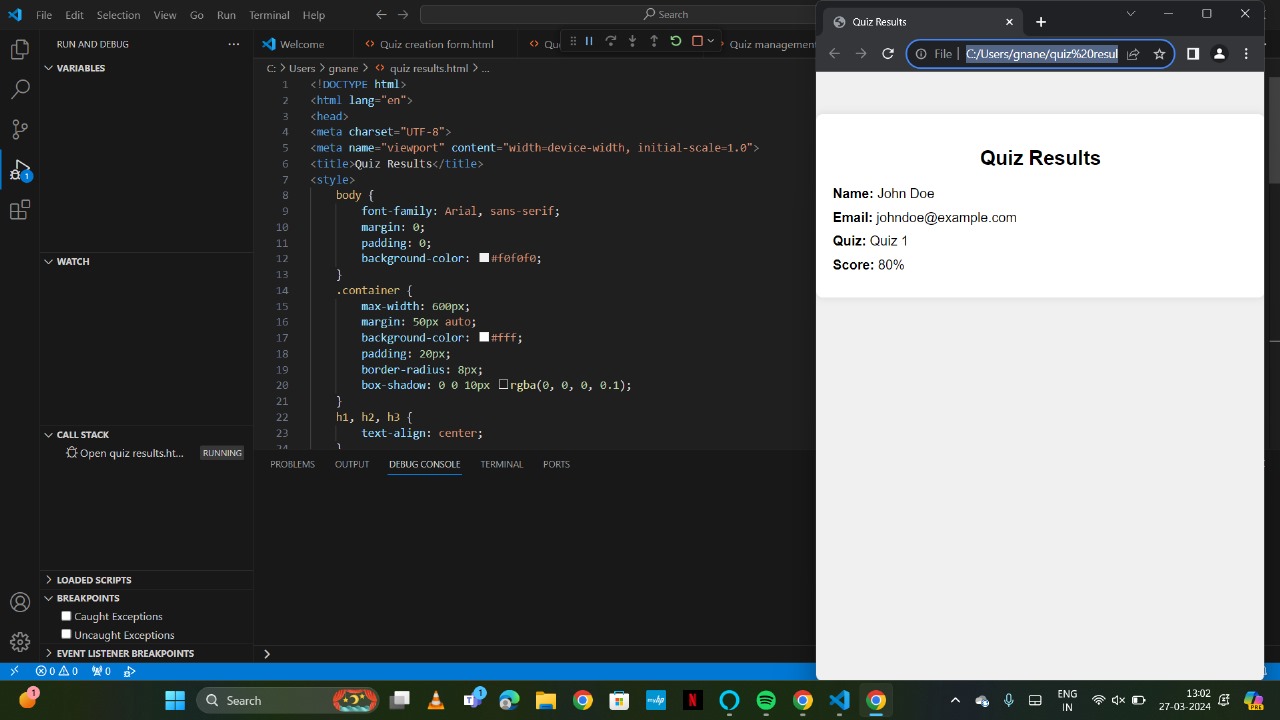 File Edit Selection View Go Run Terminal Help
Search
RUN AND DEBUG ...
VARIABLES
WATCH
CALL STACK
Open quiz results.ht... RUNNING
LOADED SCRIPTS
BREAKPOINTS
Caught Exceptions
Uncaught Exceptions
EVENT LISTENER BREAKPOINTS
Welcome Quiz creation form.html Quiz management
C: > Users > gnane > quiz results.html > ...
1 <!DOCTYPE html>
2 <html lang="en">
3 <head>
4 <meta charset="UTF-8">
5 <meta name="viewport" content="width=device-width, initial-scale=1.0">
6 <title>Quiz Results</title>
7 <style>
8 body {
9 font-family: Arial, sans-serif;
10 margin: 0;
11 padding: 0;
12 background-color: #f0f0f0;
13 }
14 .container {
15 max-width: 600px;
16 margin: 50px auto;
17 background-color: #fff;
18 padding: 20px;
19 border-radius: 8px;
20 box-shadow: 0 0 10px rgba(0, 0, 0, 0.1);
21 }
22 h1, h2, h3 {
23 text-align: center;
24 }
PROBLEMS OUTPUT DEBUG CONSOLE TERMINAL PORTS
Quiz Results
File | C:/Users/gnane/quiz%20resul
Quiz Results
Name: John Doe
Email: johndoe@example.com
Quiz: Quiz 1
Score: 80%
0 0 0
1 Search 1 ENG
IN 13:02
27-03-2024